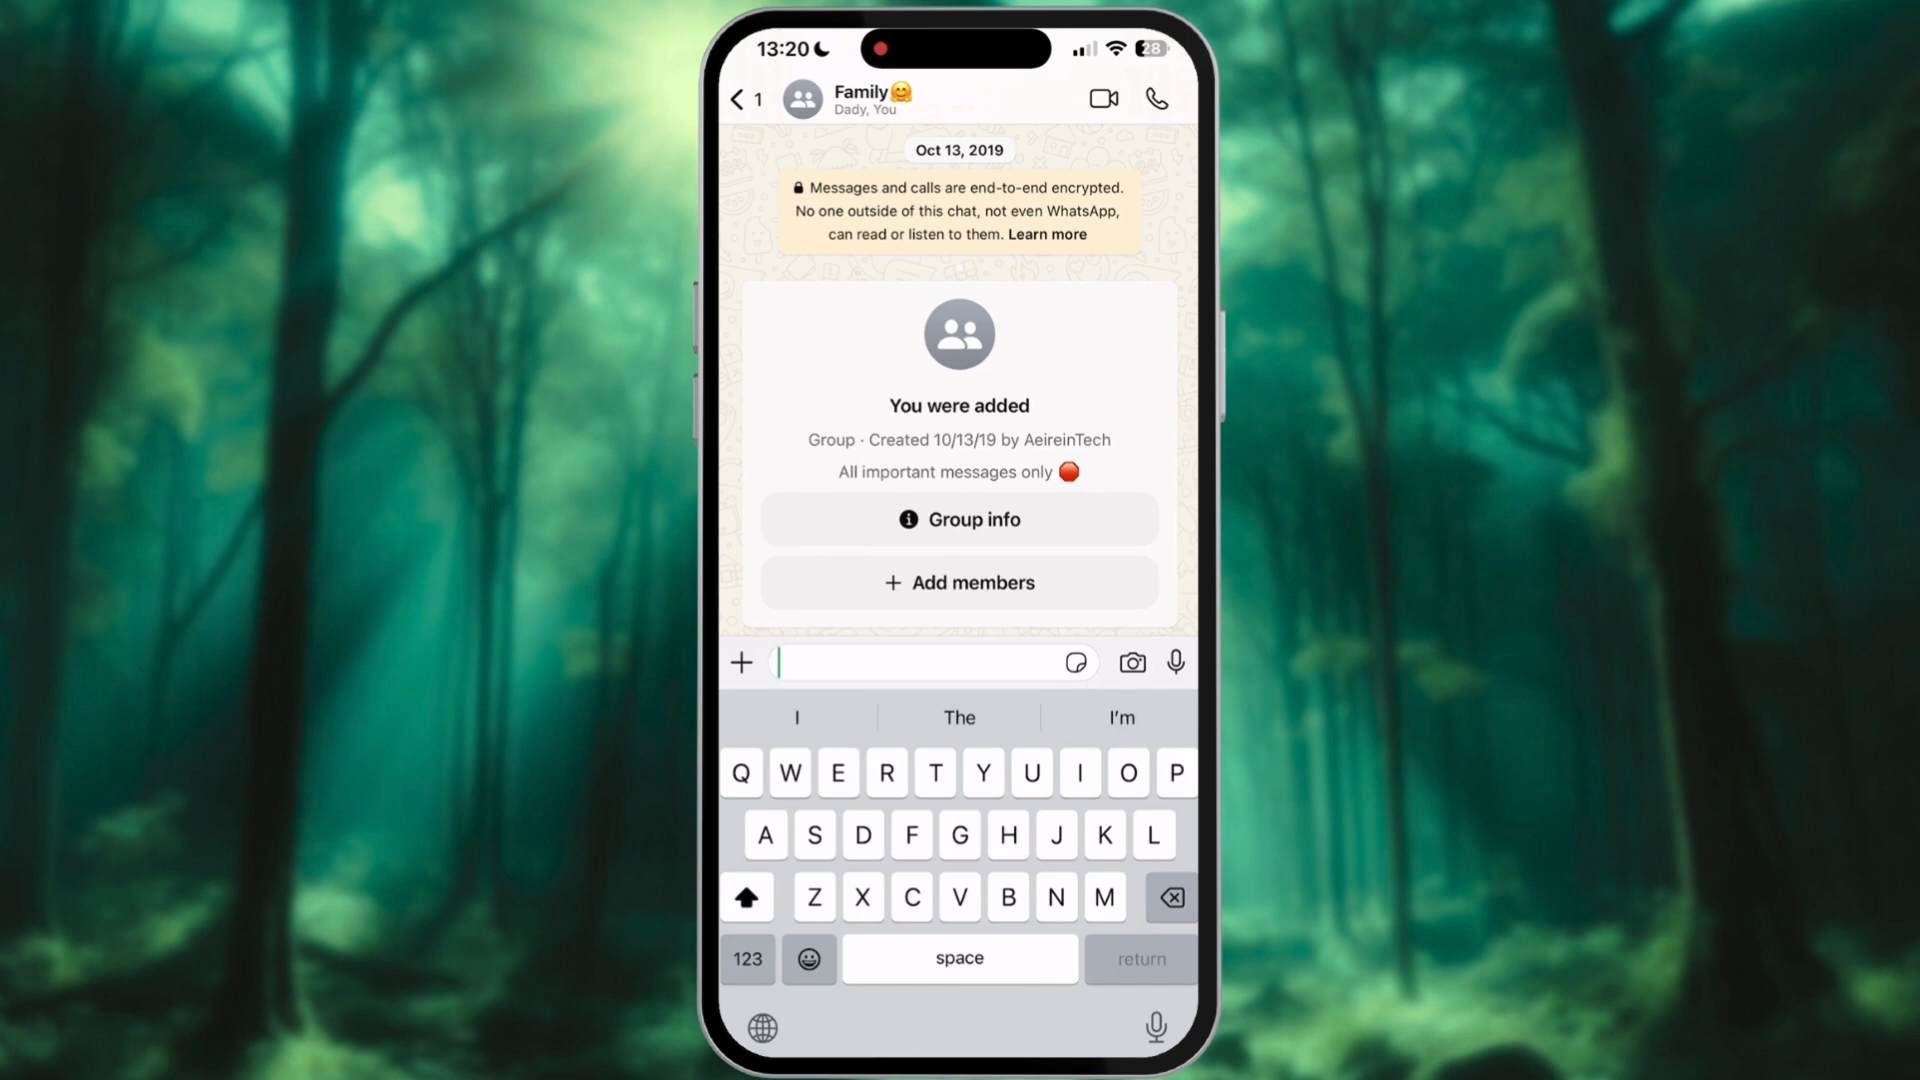 13:20
28
1
Family🤗
Dady, You
Oct 13, 2019
Messages and calls are end-to-end encrypted.
No one outside of this chat, not even WhatsApp,
can read or listen to them. Learn more
You were added
Group · Created 10/13/19 by AeireinTech
All important messages only 🛑
Group info
+ Add members
I The I'm
Q W E R T Y U I O P
A S D F G H J K L
Z X C V B N M
123 space return